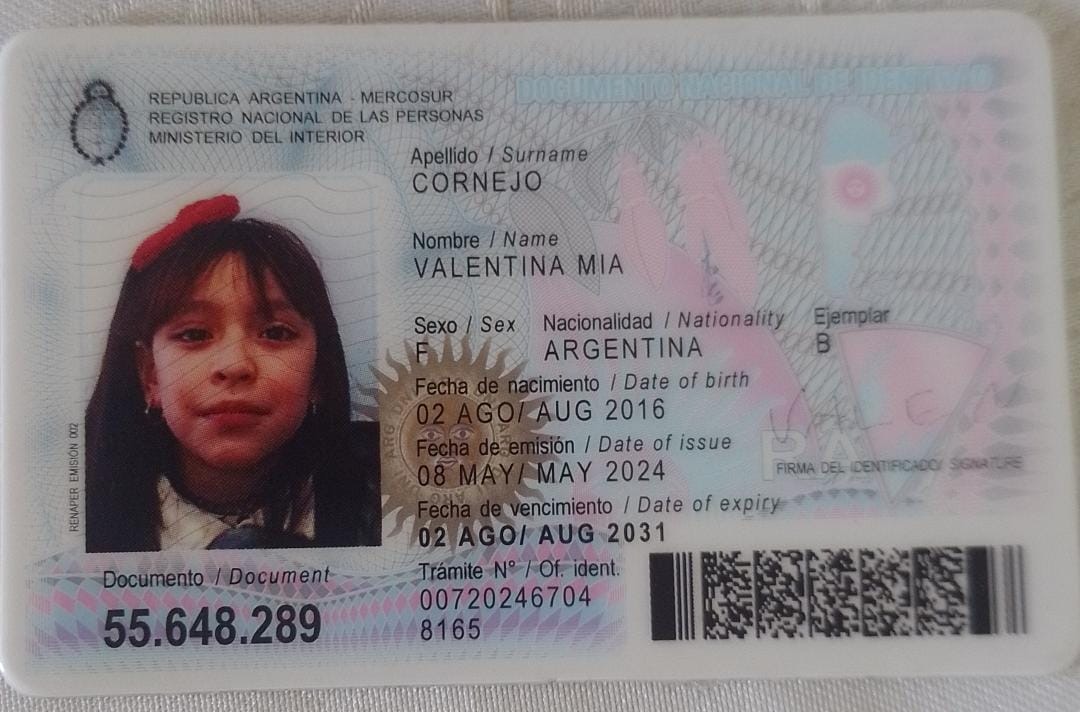 DOCUMENTO NACIONAL DE IDENTIDAD
REPUBLICA ARGENTINA - MERCOSUR
REGISTRO NACIONAL DE LAS PERSONAS
MINISTERIO DEL INTERIOR
Apellido / Surname
CORNEJO
Nombre / Name
VALENTINA MIA
Sexo / Sex Nacionalidad / Nationality Ejemplar
F ARGENTINA B
Fecha de nacimiento / Date of birth
02 AGO/ AUG 2016
Fecha de emisión / Date of issue
08 MAY/ MAY 2024
FIRMA DEL IDENTIFICADO/ SIGNATURE
Fecha de vencimiento / Date of expiry
02 AGO/ AUG 2031
RENAPER EMISIÓN 002
Documento / Document
55.648.289
Trámite N° / Of. ident.
00720246704
8165